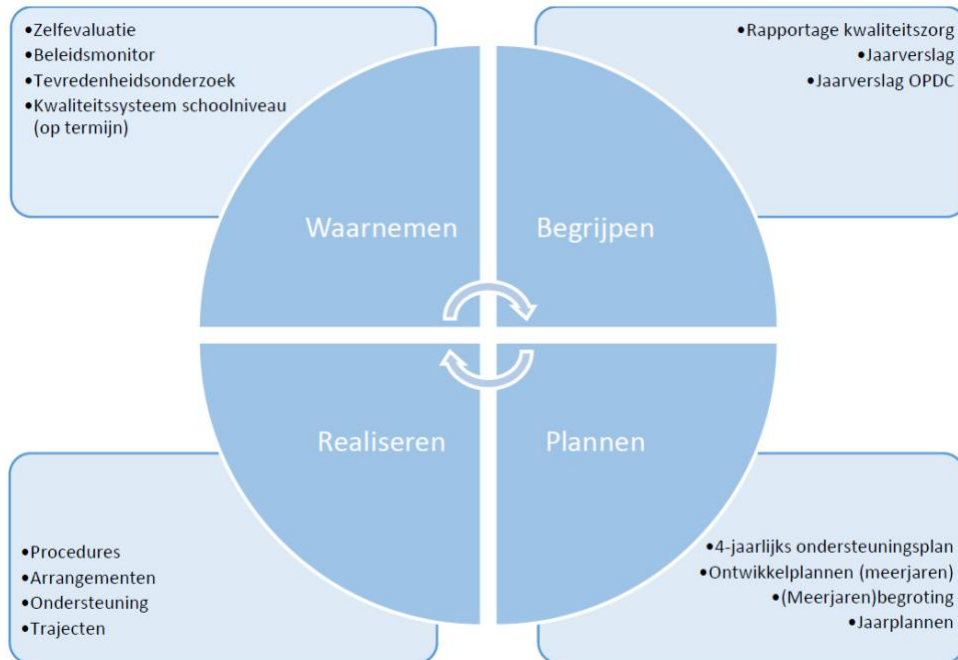 •Zelfevaluatie
•Beleidsmonitor
•Tevredenheidsonderzoek
•Kwaliteitssysteem schoolniveau
(op termijn)
•Rapportage kwaliteitszorg
•Jaarverslag
•Jaarverslag OPDC
Waarnemen
Begrijpen
Realiseren
Plannen
•Procedures
•Arrangementen
•Ondersteuning
•Trajecten
•4-jaarlijks ondersteuningsplan
•Ontwikkelplannen (meerjaren)
•(Meerjaren)begroting
•Jaarplannen